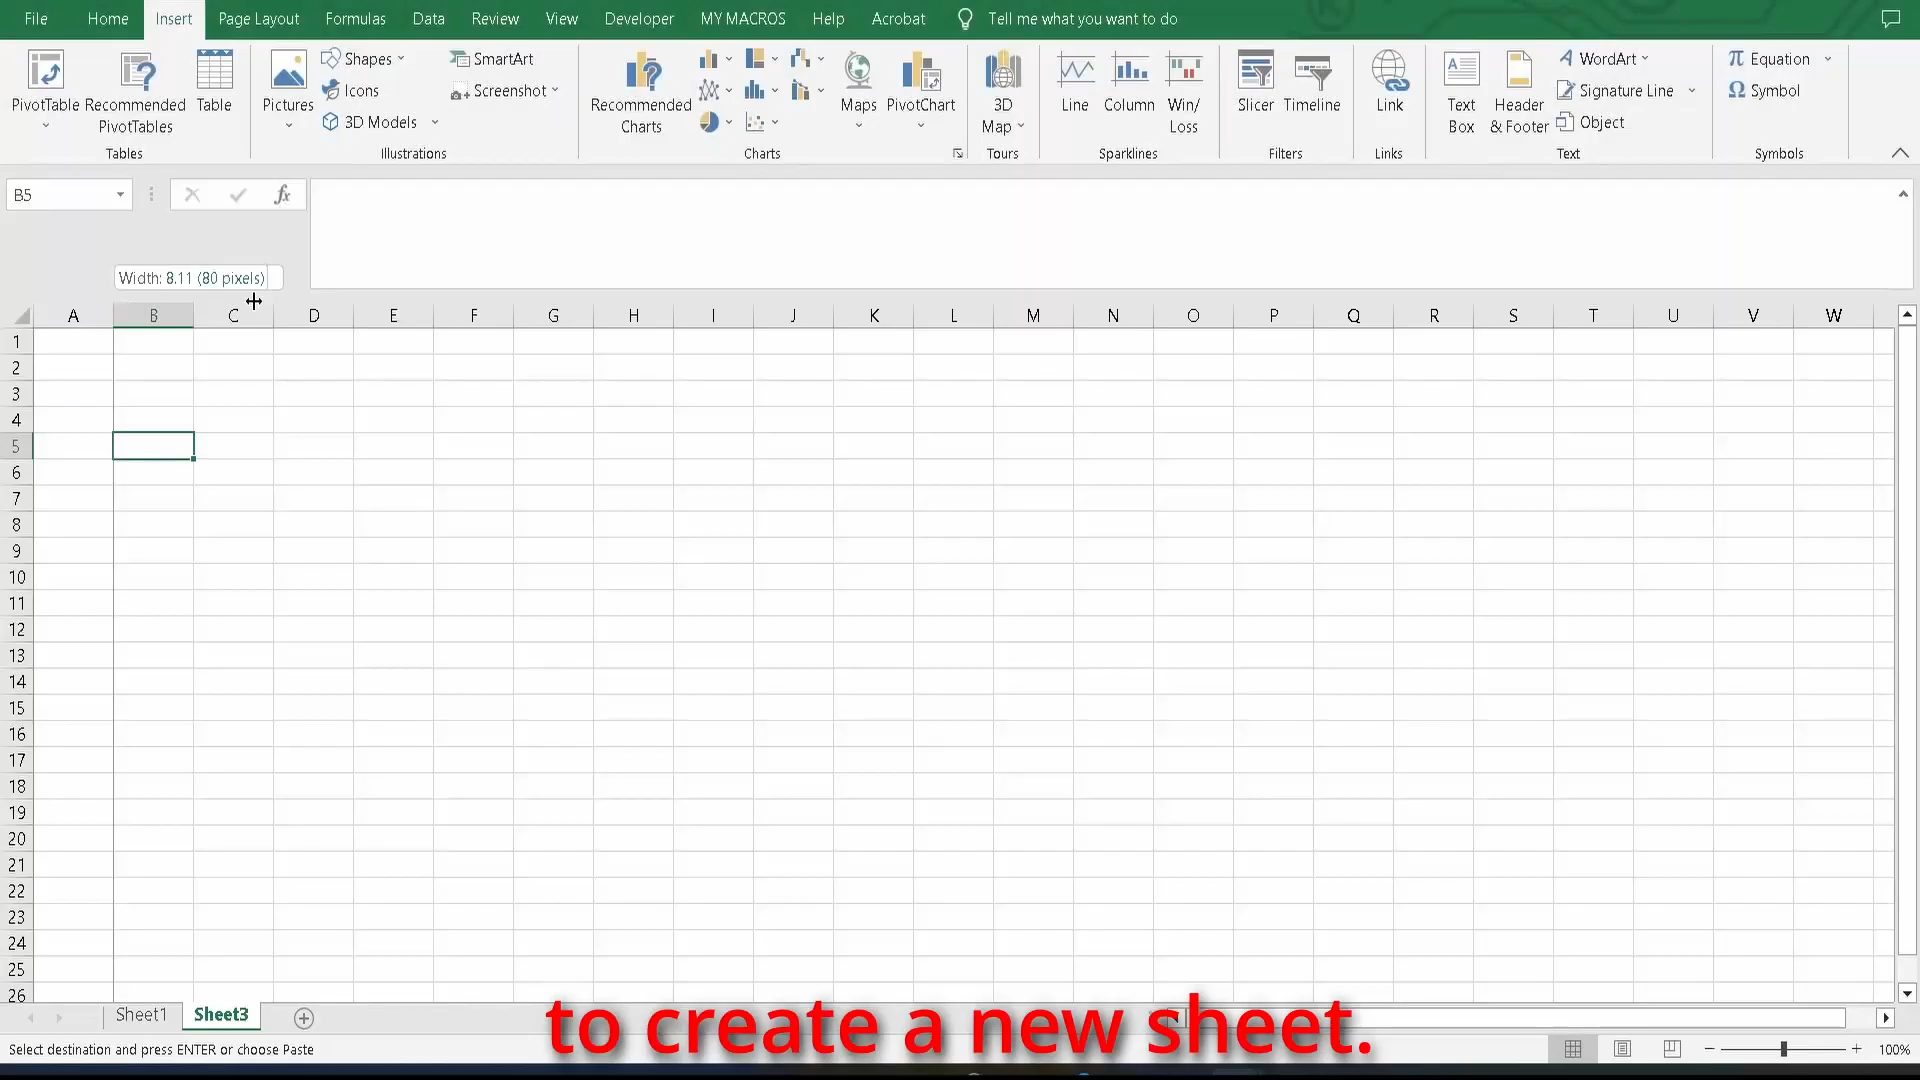 File Home Insert Page Layout Formulas Data Review View Developer MY MACROS Help Acrobat Tell me what you want to do
PivotTable
Recommended
PivotTables
Table
Tables
Pictures
Shapes
Icons
3D Models
SmartArt
Screenshot
Illustrations
Recommended
Charts
Maps
PivotChart
Charts
3D
Map
Tours
Line
Column
Win/
Loss
Sparklines
Slicer
Timeline
Filters
Link
Links
Text
Box
Header
& Footer
WordArt
Signature Line
Object
Text
Equation
Symbol
Symbols
B5
fx
Width: 8.11 (80 pixels)
A B C D E F G H I J K L M N O P Q R S T U V W
1
2
3
4
5
6
7
8
9
10
11
12
13
14
15
16
17
18
19
20
21
22
23
24
25
26
Sheet1 Sheet3
to create a new sheet.
Select destination and press ENTER or choose Paste
100%